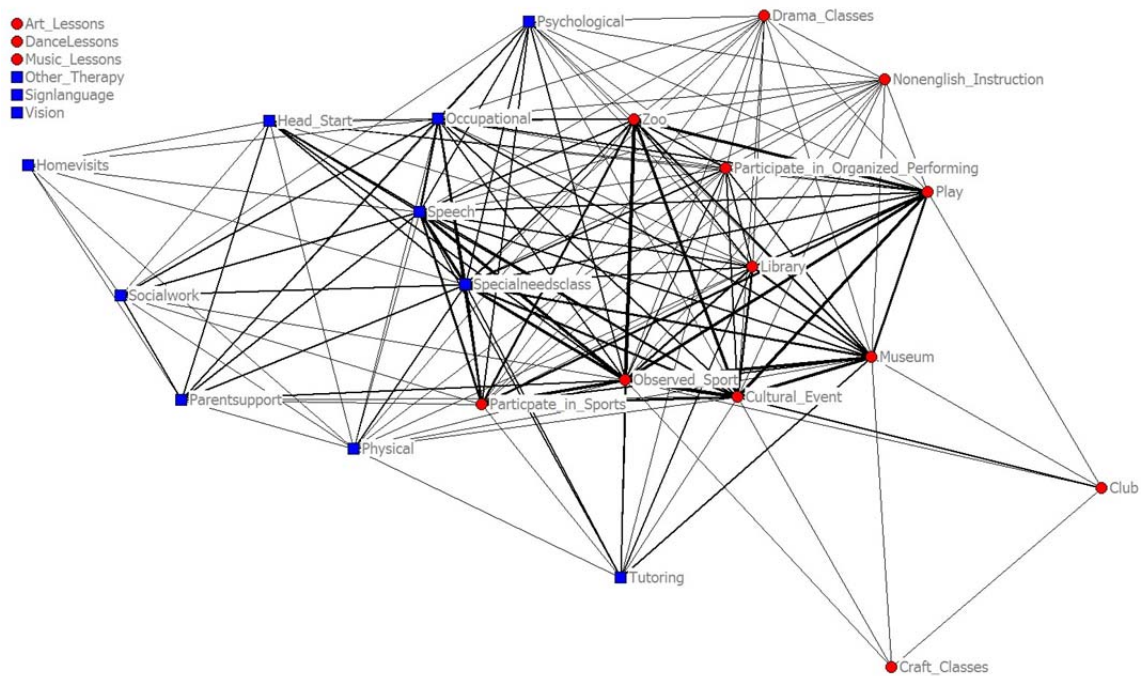 Art_Lessons
DanceLessons
Music_Lessons
Other_Therapy
Signlanguage
Vision
Psychological
Drama_Classes
Nonenglish_Instruction
Head_Start
Occupational
Zoo
Homevisits
Participate_in_Organized_Performing
Play
Speech
Library
Specialneedsclass
Socialwork
Museum
Observed_Sport
Parentsupport
Particpate_in_Sports
Cultural_Event
Physical
Club
Tutoring
Craft_Classes